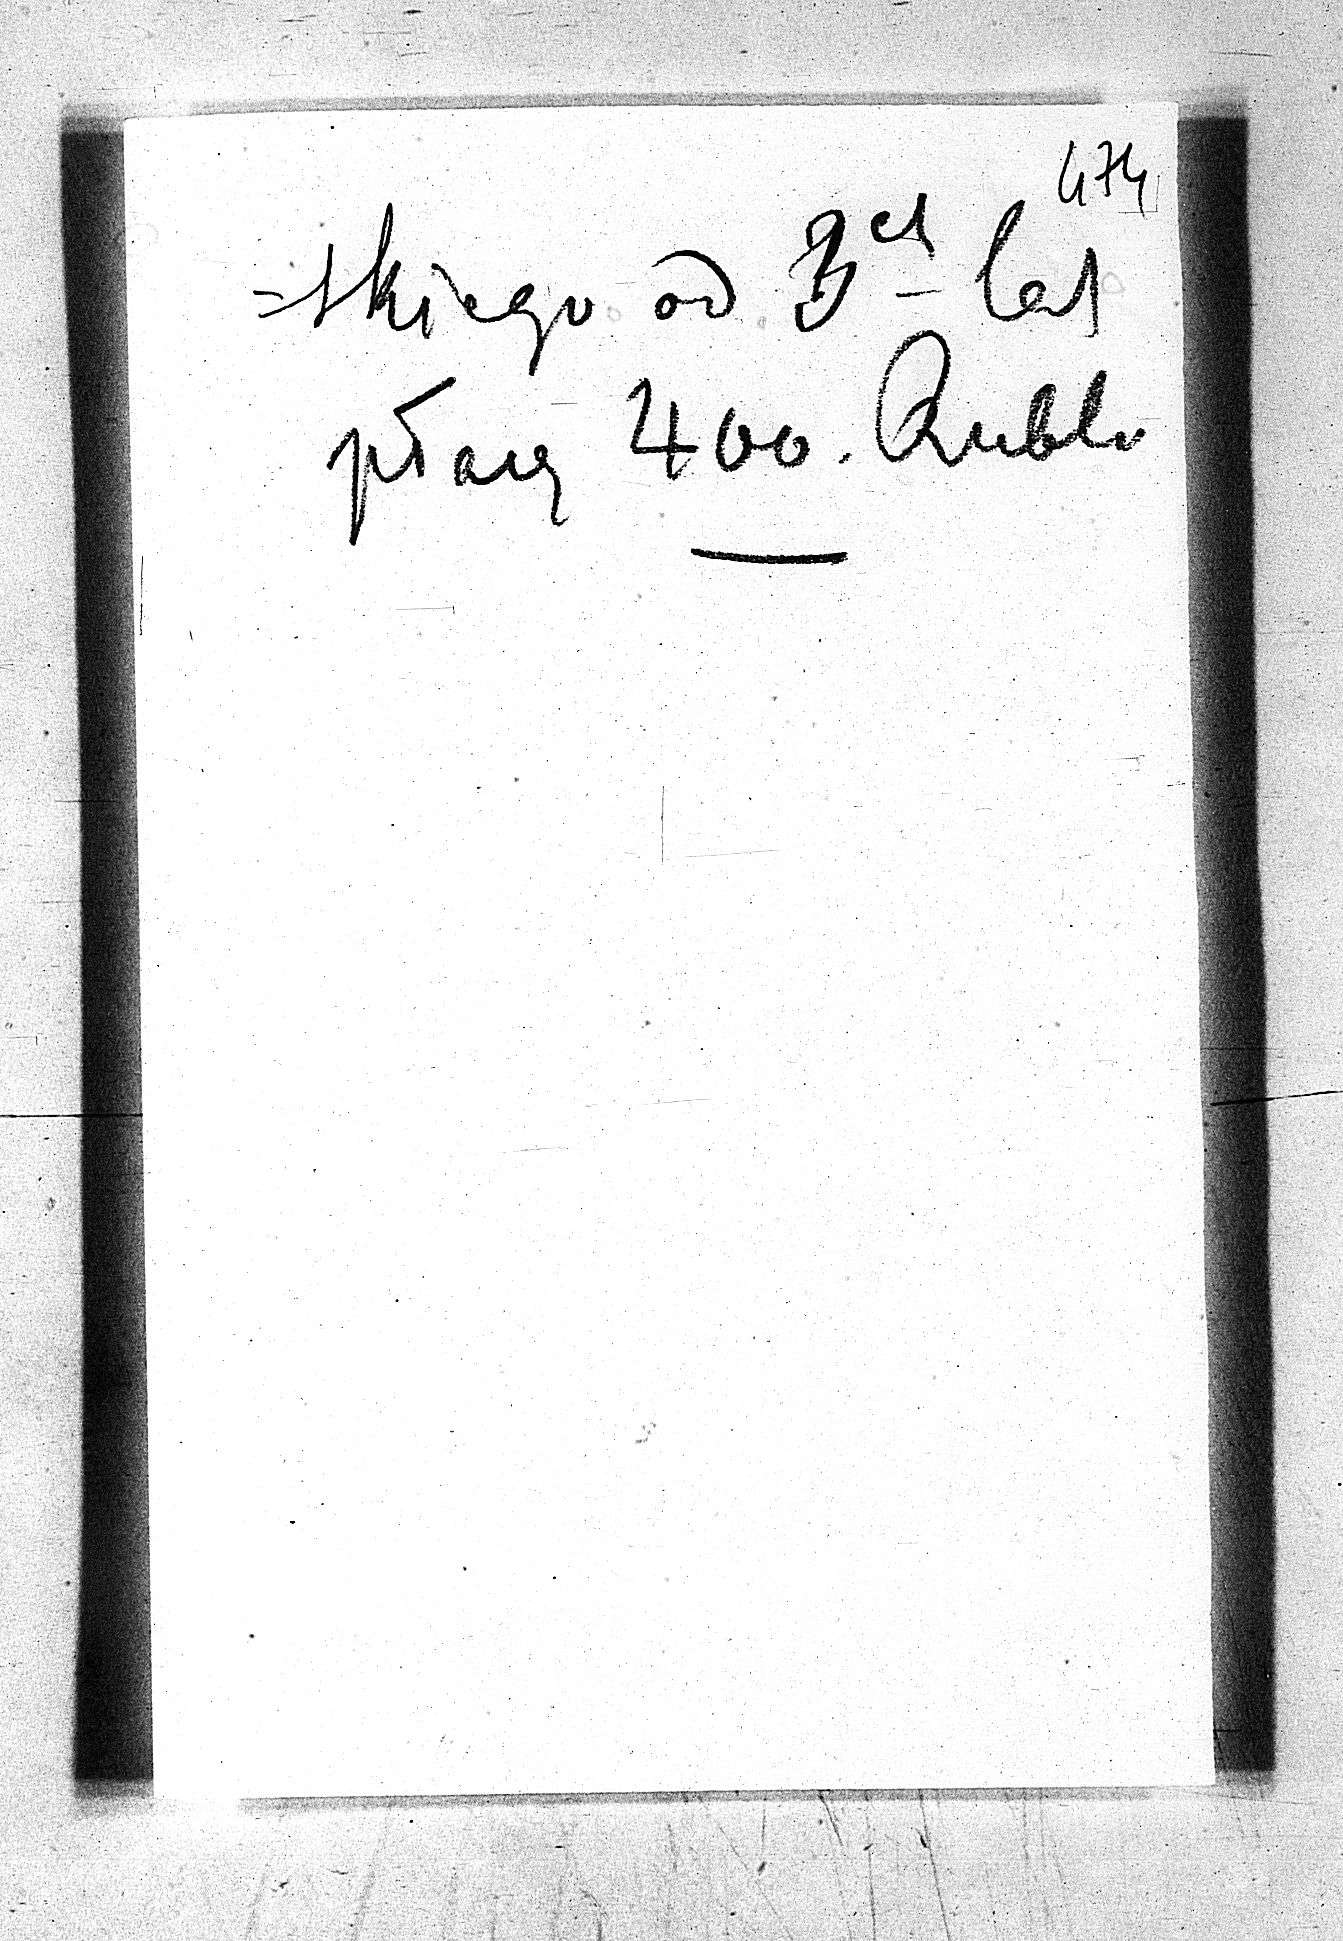 474
=skiego od 3ch lat
płacą 400. Rubli